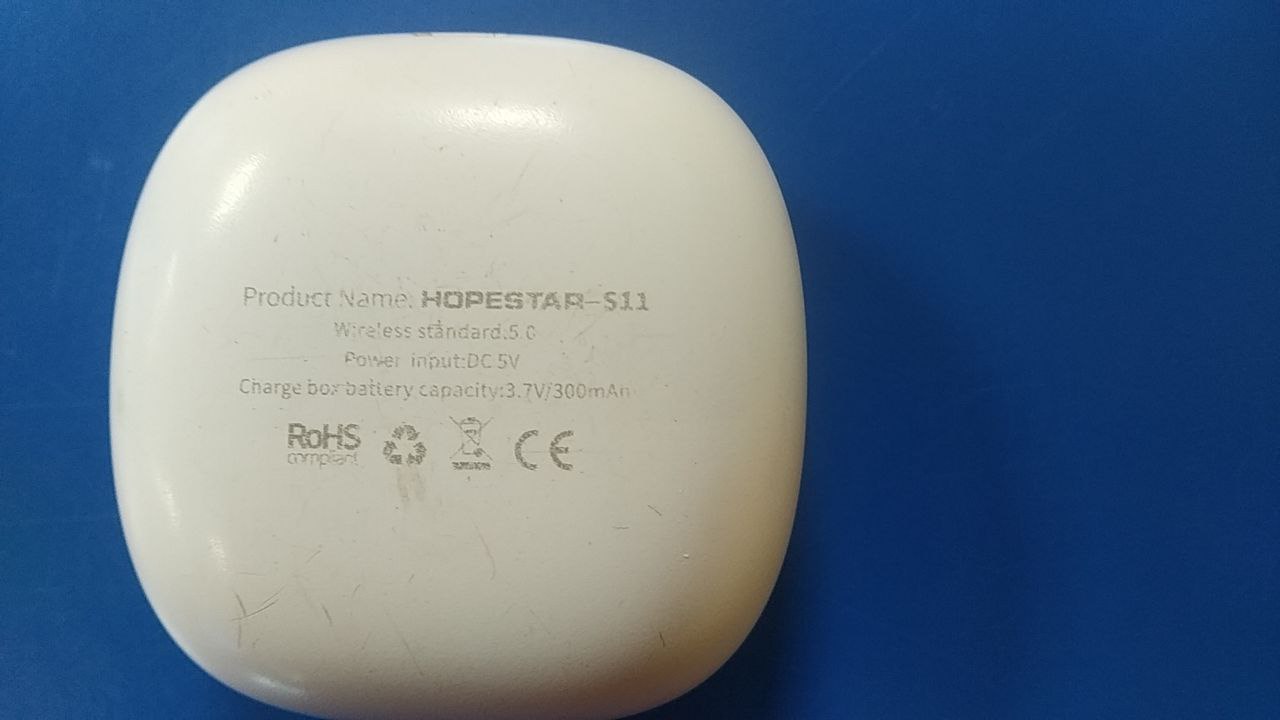 Product Name: HOPESTAR-S11
Wireless standard:5.0
Power input:DC 5V
Charge box battery capacity:3.7V/300mAh
RoHS CE
compliant